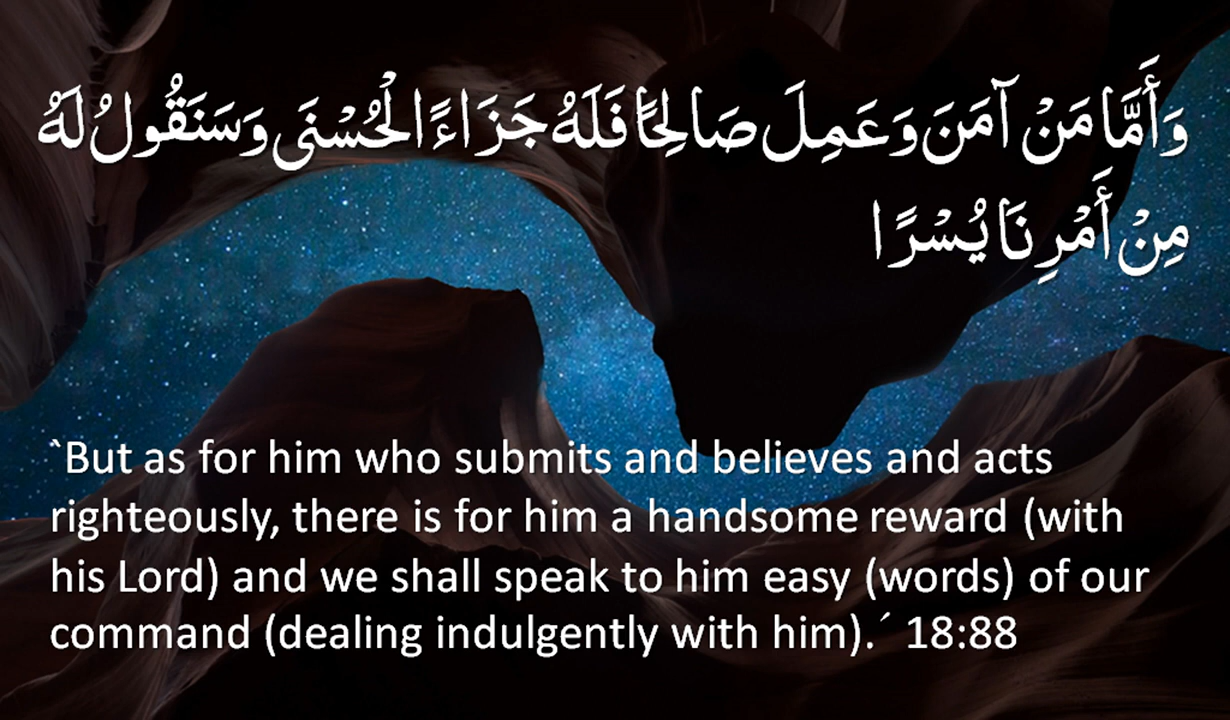 وَأَمَّا مَنْ آمَنَ وَعَمِلَ صَالِحًا فَلَهُ جَزَاءً الْحُسْنَى وَسَنَقُولُ لَهُ
مِنْ أَمْرِنَا يُسْرًا
`But as for him who submits and believes and acts
righteously, there is for him a handsome reward (with
his Lord) and we shall speak to him easy (words) of our
command (dealing indulgently with him).´ 18:88